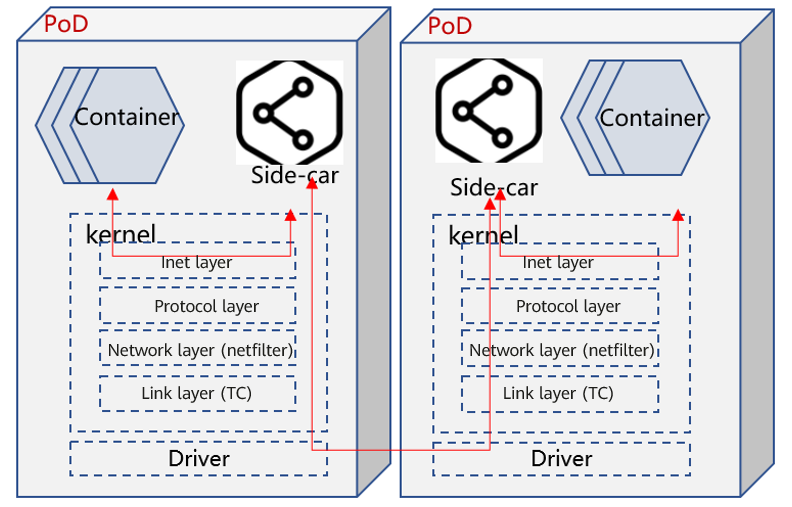 PoD
Container
Side-car
kernel
Inet layer
Protocol layer
Network layer (netfilter)
Link layer (TC)
Driver
PoD
Side-car
Container
kernel
Inet layer
Protocol layer
Network layer (netfilter)
Link layer (TC)
Driver